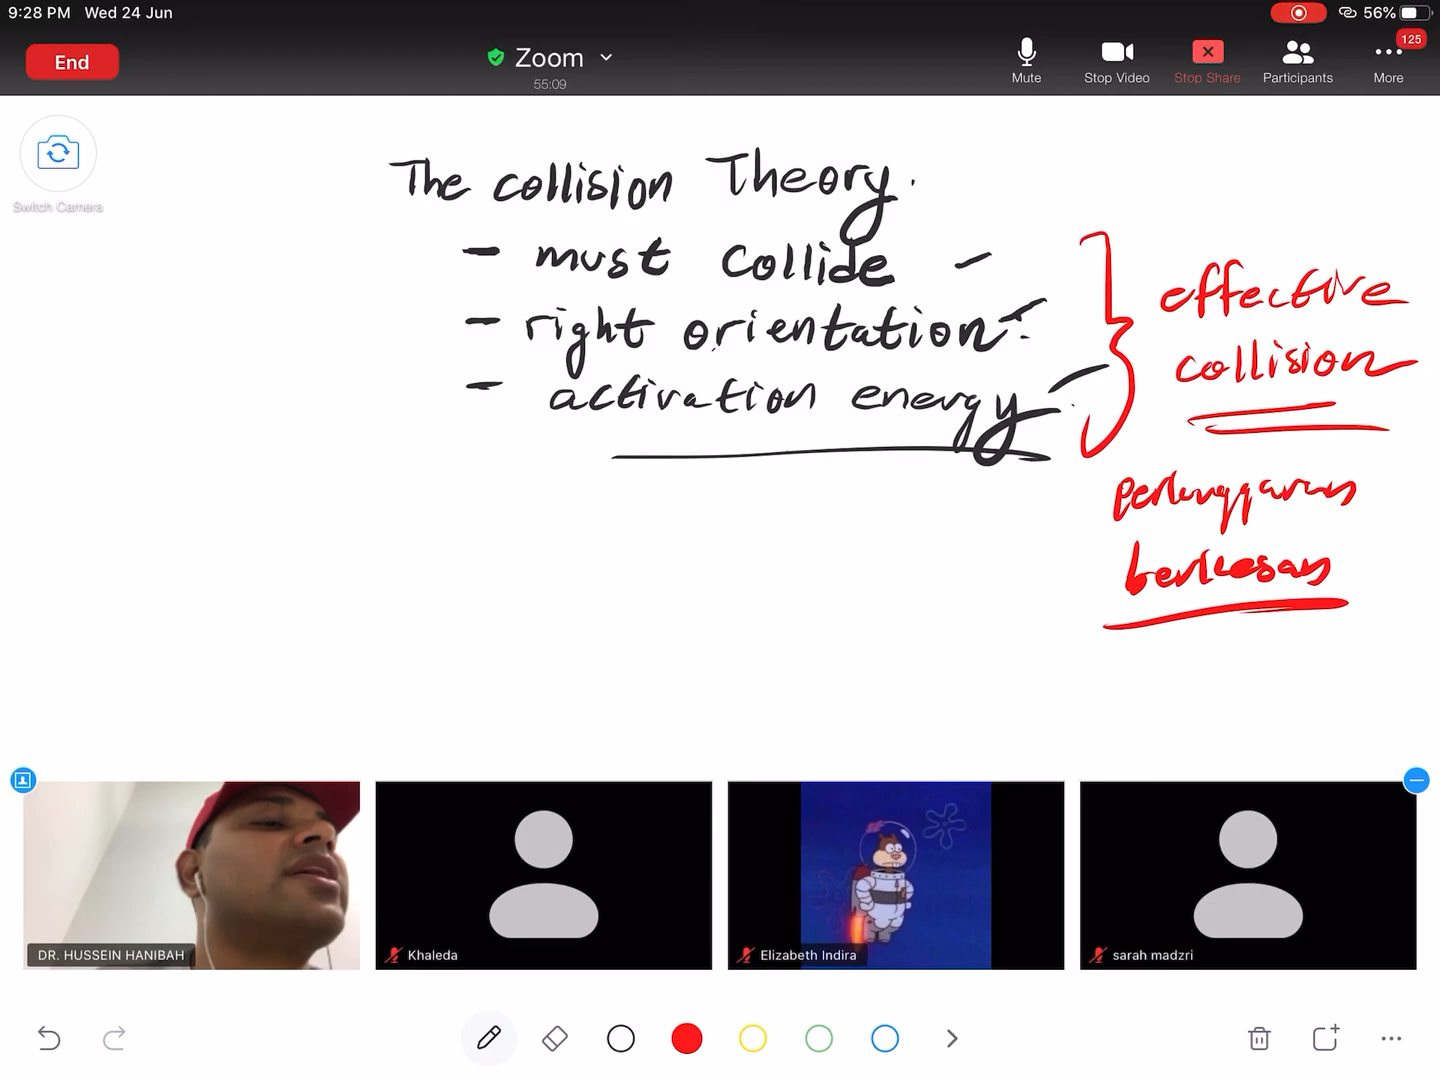 9:28 PM Wed 24 Jun
56%
End
Zoom
55:09
Mute
Stop Video
Stop Share
Participants
125
More
Switch Camera
The collision Theory.
- must collide
- right orientation
- activation energy
effective
collision
perlanggaran
berkesan
DR. HUSSEIN HANIBAH
Khaleda
Elizabeth Indira
sarah madzri